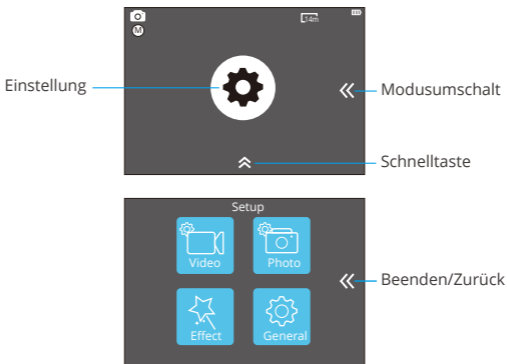 M
14m
Einstellung
Modusumschalt
Schnelltaste
Setup
Video
Photo
Beenden/Zurück
Effect
General